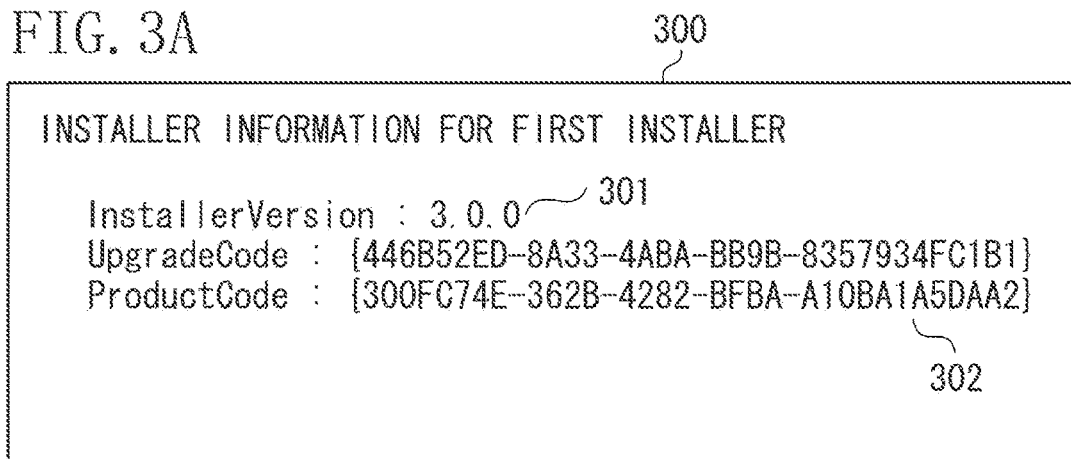 FIG. 3A
300
INSTALLER INFORMATION FOR FIRST INSTALLER
InstallerVersion : 3.0.0 301
UpgradeCode : {446B52ED-8A33-4ABA-BB9B-8357934FC1B1}
ProductCode : {300FC74E-362B-4282-BFBA-A10BA1A5DAA2}
302